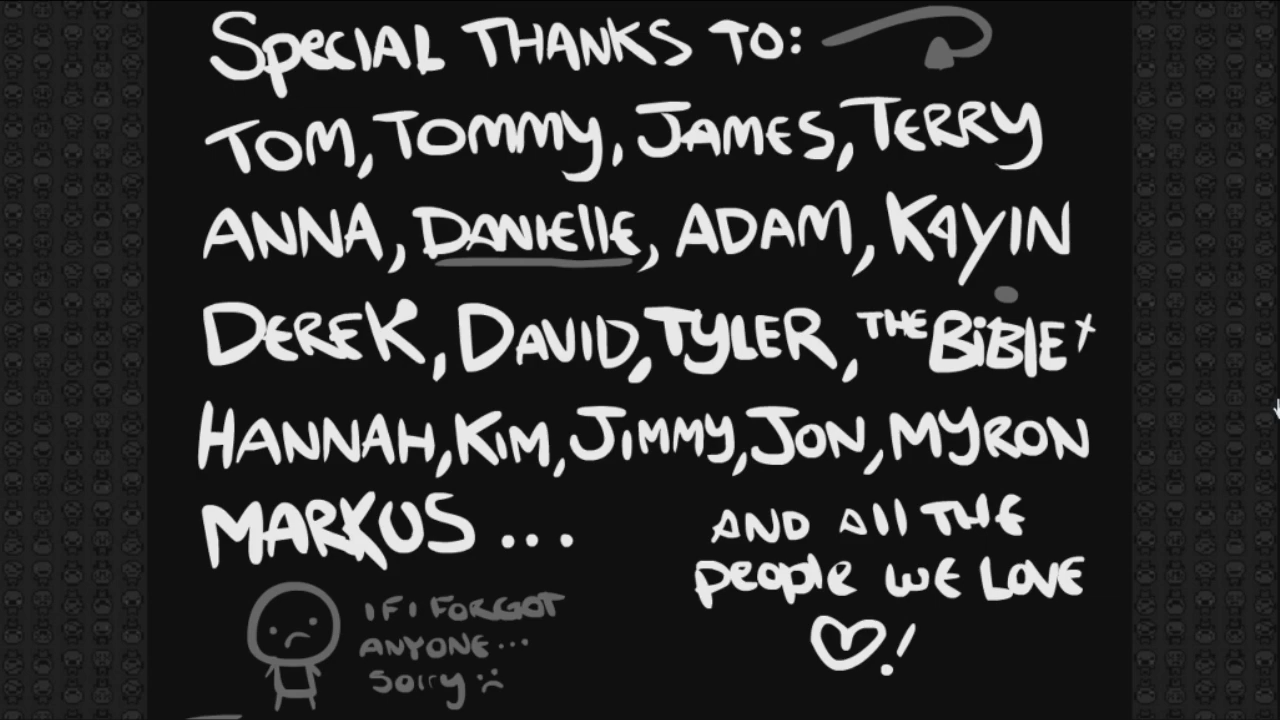 Special THANKS TO:
TOM, TOMMY, JAMES, TERRY
ANNA, DANIElle, ADAM, KAYIN
DEREK, DAVID, TYLER, THE BiBlE
HANNAH, KiM, JiMMY, JON, MYRON
MARKUS ...
AND All THE
people WE LOVE
♡!
IF I FORGOT
ANYONE...
Sorry :(